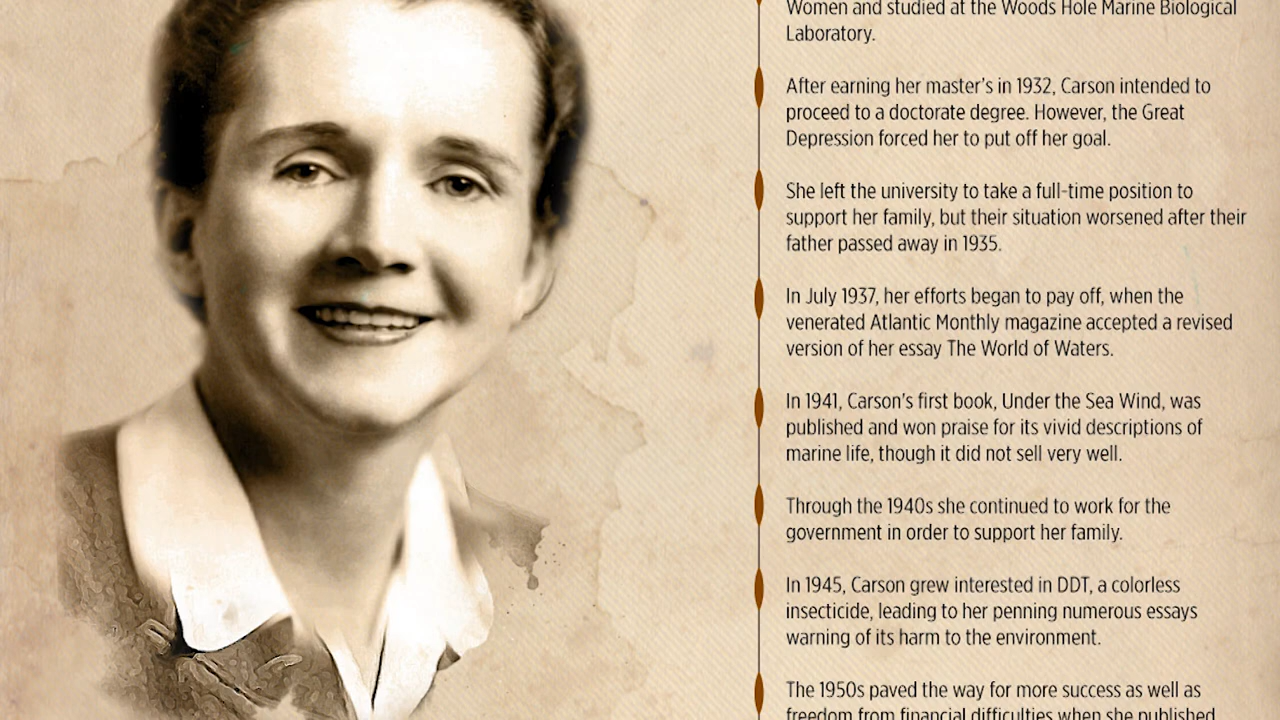 Women and studied at the Woods Hole Marine Biological
Laboratory.
After earning her master's in 1932, Carson intended to
proceed to a doctorate degree. However, the Great
Depression forced her to put off her goal.
She left the university to take a full-time position to
support her family, but their situation worsened after their
father passed away in 1935.
In July 1937, her efforts began to pay off, when the
venerated Atlantic Monthly magazine accepted a revised
version of her essay The World of Waters.
In 1941, Carson's first book, Under the Sea Wind, was
published and won praise for its vivid descriptions of
marine life, though it did not sell very well.
Through the 1940s she continued to work for the
government in order to support her family.
In 1945, Carson grew interested in DDT, a colorless
insecticide, leading to her penning numerous essays
warning of its harm to the environment.
The 1950s paved the way for more success as well as
freedom from financial difficulties when she published